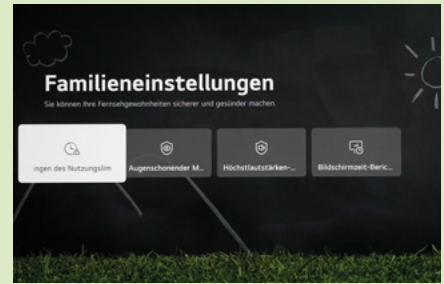 Familieneinstellungen
Sie können Ihre Fernsehgewohnheiten sicherer und gesünder machen.
ngen des Nutzungslim
Augenschonender M...
Höchstlautstärken-...
Bildschirmzeit-Beric...